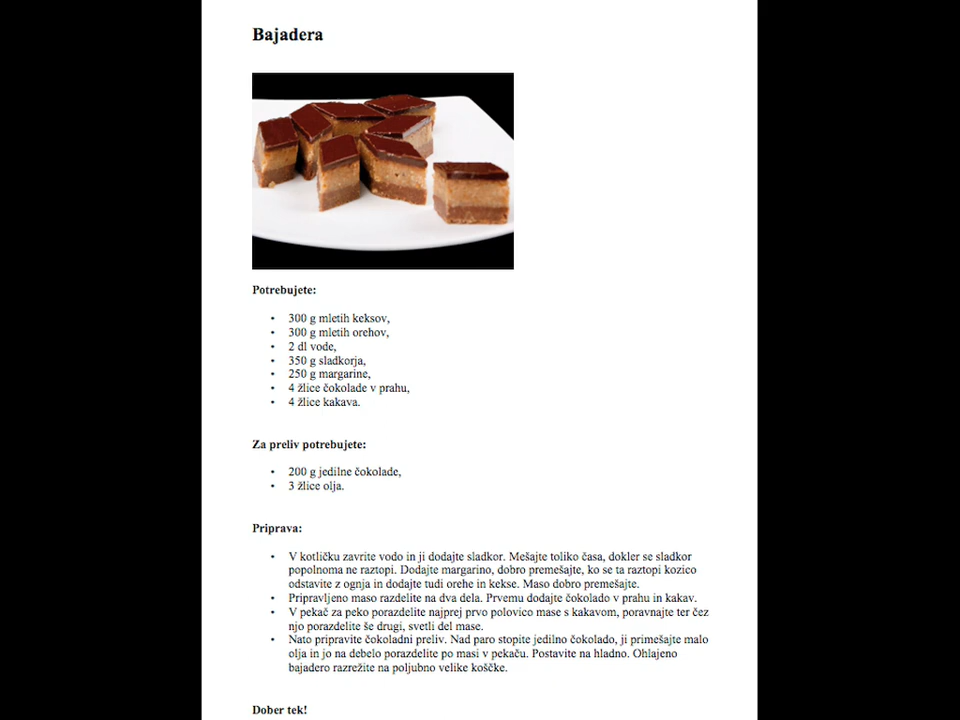 Bajadera
Potrebujete:
• 300 g mletih keksov,
• 300 g mletih orehov,
• 2 dl vode,
• 350 g sladkorja,
• 250 g margarine,
• 4 žlice čokolade v prahu,
• 4 žlice kakava.
Za preliv potrebujete:
• 200 g jedilne čokolade,
• 3 žlice olja.
Priprava:
• V kotličku zavrite vodo in ji dodajte sladkor. Mešajte toliko časa, dokler se sladkor
popolnoma ne raztopi. Dodajte margarino, dobro premešajte, ko se ta raztopi kozico
odstavite z ognja in dodajte tudi orehe in kekse. Maso dobro premešajte.
• Pripravljeno maso razdelite na dva dela. Prvemu dodajte čokolado v prahu in kakav.
• V pekač za peko porazdelite najprej prvo polovico mase s kakavom, poravnajte ter čez
njo porazdelite še drugi, svetli del mase.
• Nato pripravite čokoladni preliv. Nad paro stopite jedilno čokolado, ji primešajte malo
olja in jo na debelo porazdelite po masi v pekaču. Postavite na hladno. Ohlajeno
bajadero razrežite na poljubno velike koščke.
Dober tek!